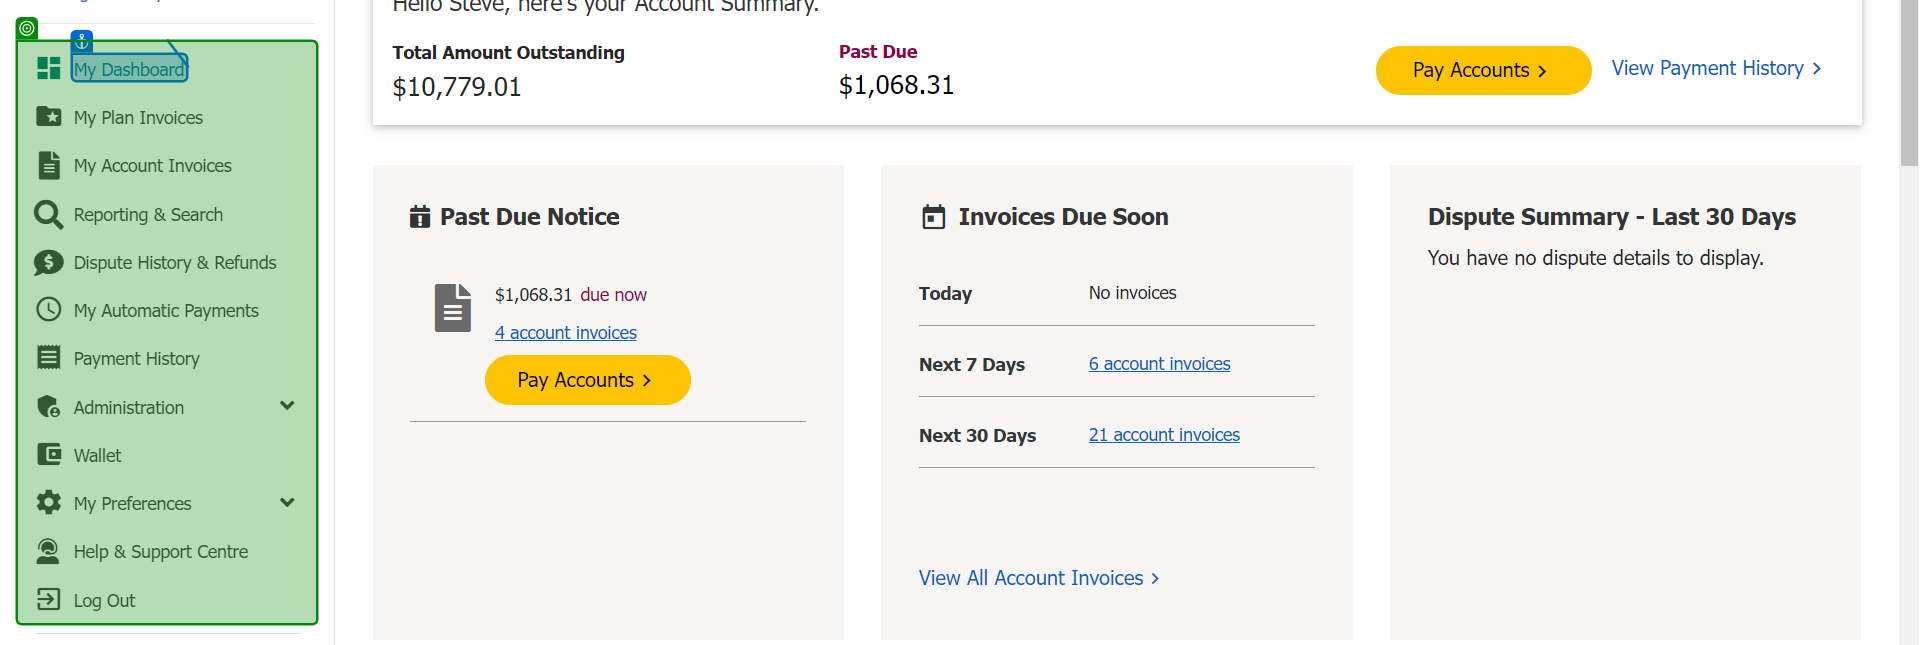 Hello Steve, here's your Account Summary.
My Dashboard
My Plan Invoices
My Account Invoices
Reporting & Search
Dispute History & Refunds
My Automatic Payments
Payment History
Administration
Wallet
My Preferences
Help & Support Centre
Log Out
Total Amount Outstanding
$10,779.01
Past Due
$1,068.31
Pay Accounts
View Payment History
Past Due Notice
$1,068.31 due now
4 account invoices
Pay Accounts
Invoices Due Soon
Today No invoices
Next 7 Days 6 account invoices
Next 30 Days 21 account invoices
View All Account Invoices
Dispute Summary - Last 30 Days
You have no dispute details to display.